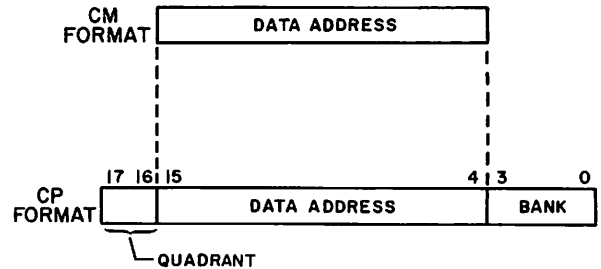 CM
FORMAT
DATA ADDRESS
17 16 15 4 3 0
CP
FORMAT
DATA ADDRESS
BANK
QUADRANT